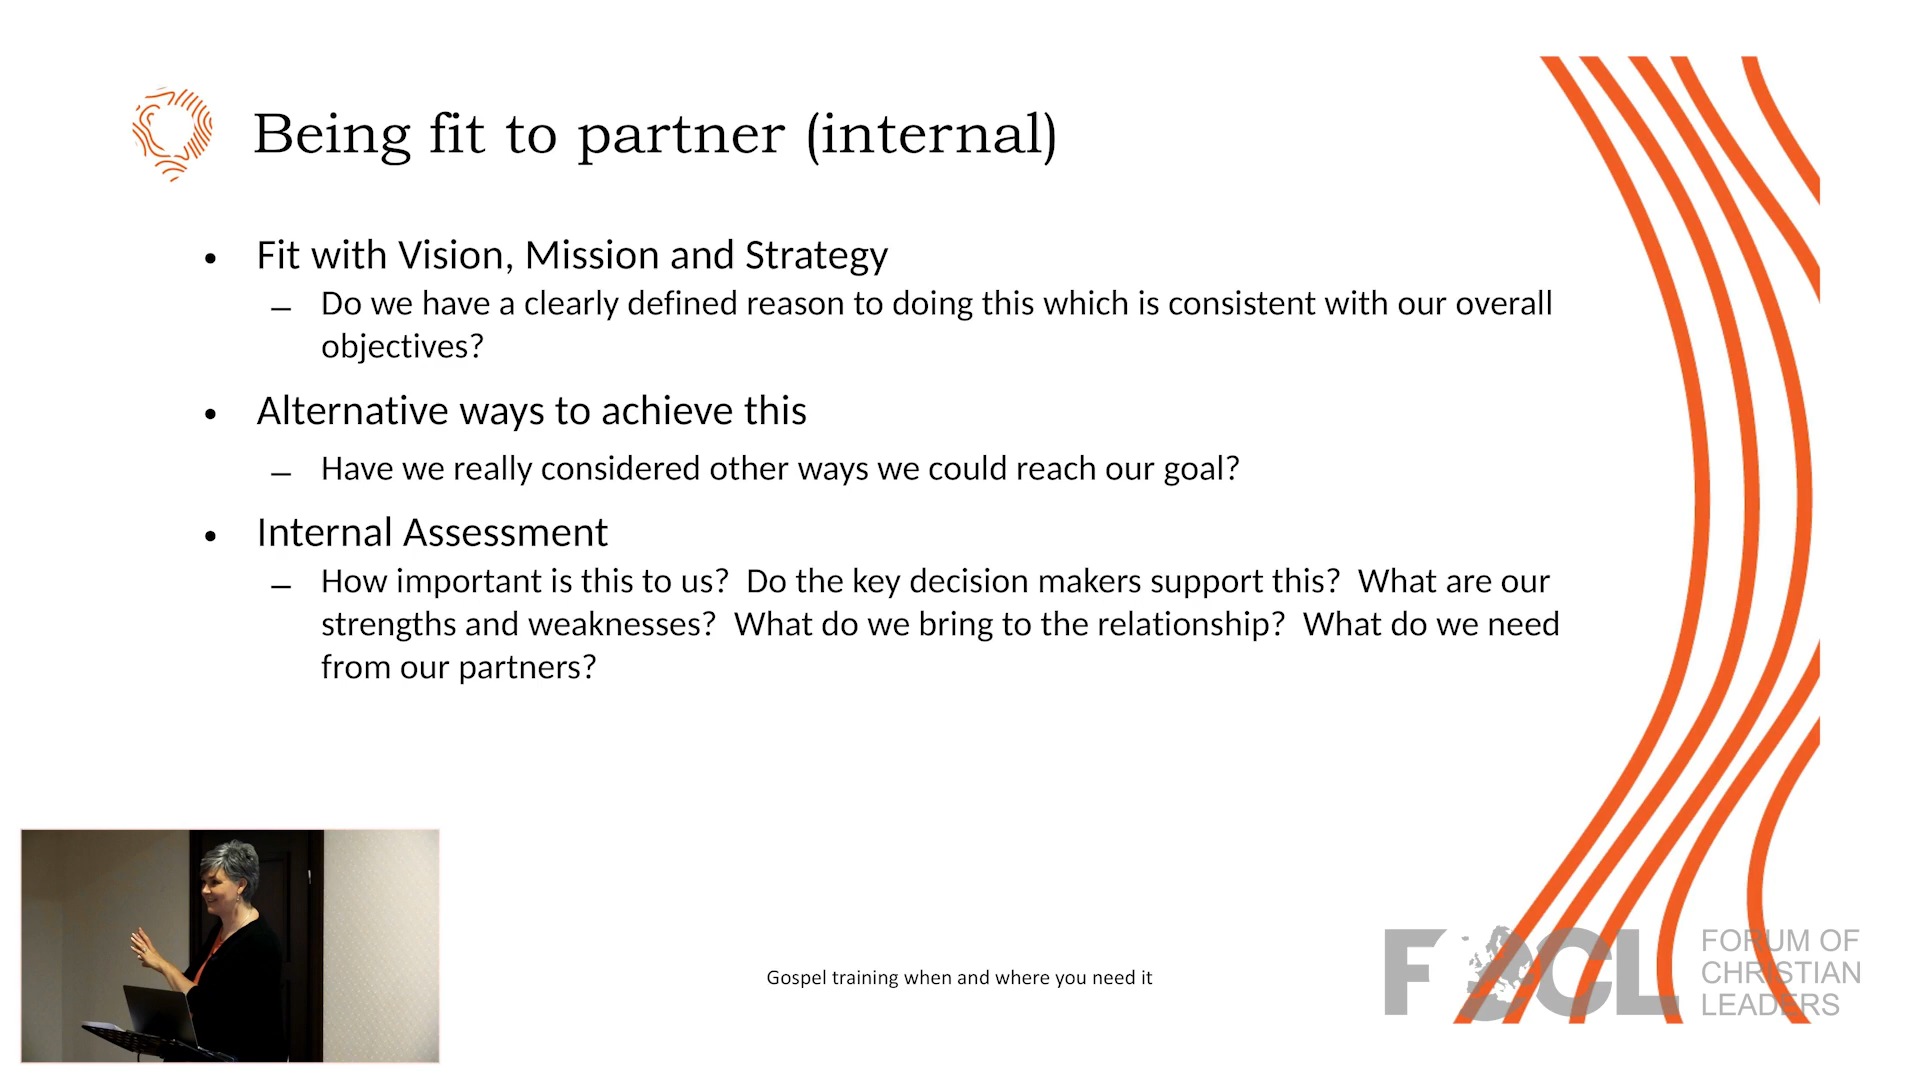 Being fit to partner (internal)
• Fit with Vision, Mission and Strategy
– Do we have a clearly defined reason to doing this which is consistent with our overall
objectives?
• Alternative ways to achieve this
– Have we really considered other ways we could reach our goal?
• Internal Assessment
– How important is this to us?  Do the key decision makers support this?  What are our
strengths and weaknesses?  What do we bring to the relationship?  What do we need
from our partners?
Gospel training when and where you need it
FOCL
FORUM OF
CHRISTIAN
LEADERS